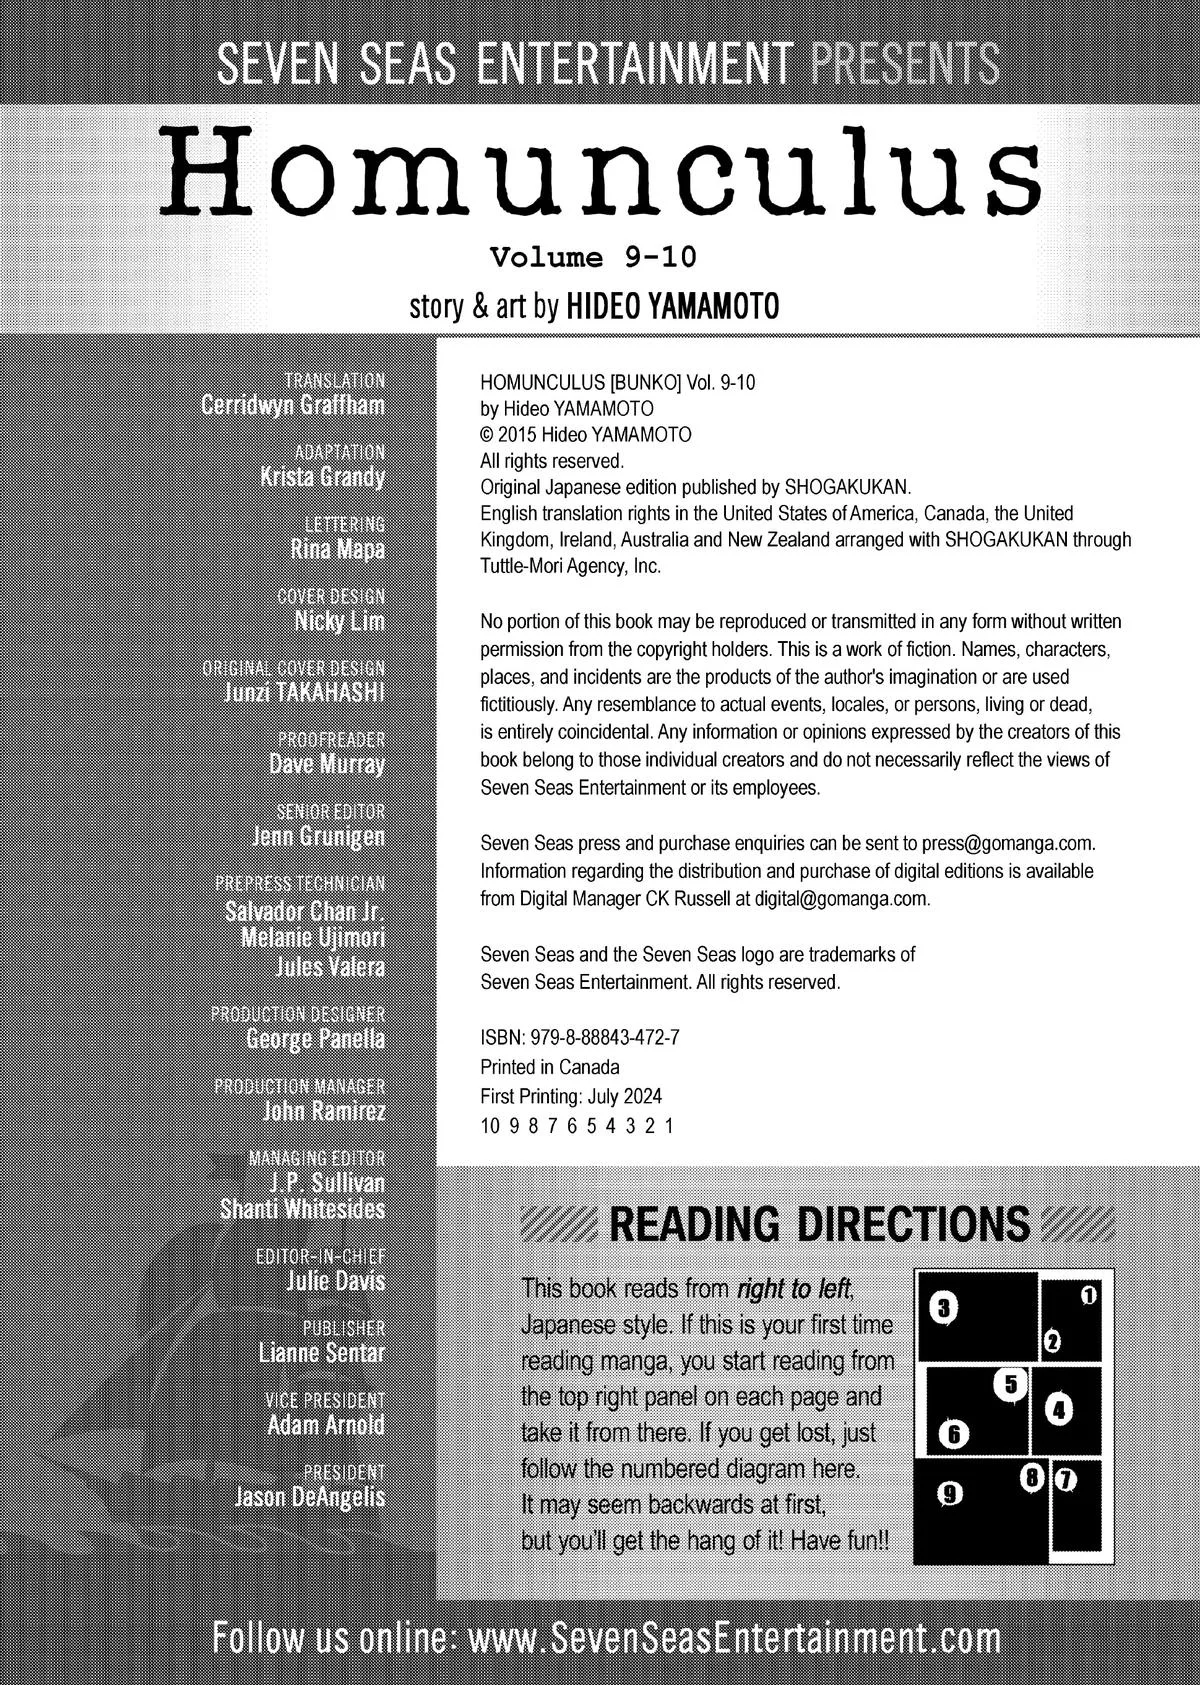 SEVEN SEAS ENTERTAINMENT PRESENTS
Homunculus
Volume 9-10
story & art by HIDEO YAMAMOTO
TRANSLATION
Cerridwyn Graffham
ADAPTATION
Krista Grandy
LETTERING
Rina Mapa
COVER DESIGN
Nicky Lim
ORIGINAL COVER DESIGN
Junzi TAKAHASHI
PROOFREADER
Dave Murray
SENIOR EDITOR
Jenn Grunigen
PREPRESS TECHNICIAN
Salvador Chan Jr.
Melanie Ujimori
Jules Valera
PRODUCTION DESIGNER
George Panella
PRODUCTION MANAGER
John Ramirez
MANAGING EDITOR
J.P. Sullivan
Shanti Whitesides
EDITOR-IN-CHIEF
Julie Davis
PUBLISHER
Lianne Sentar
VICE PRESIDENT
Adam Arnold
PRESIDENT
Jason DeAngelis
HOMUNCULUS [BUNKO] Vol. 9-10
by Hideo YAMAMOTO
© 2015 Hideo YAMAMOTO
All rights reserved.
Original Japanese edition published by SHOGAKUKAN.
English translation rights in the United States of America, Canada, the United
Kingdom, Ireland, Australia and New Zealand arranged with SHOGAKUKAN through
Tuttle-Mori Agency, Inc.
No portion of this book may be reproduced or transmitted in any form without written
permission from the copyright holders. This is a work of fiction. Names, characters,
places, and incidents are the products of the author's imagination or are used
fictitiously. Any resemblance to actual events, locales, or persons, living or dead,
is entirely coincidental. Any information or opinions expressed by the creators of this
book belong to those individual creators and do not necessarily reflect the views of
Seven Seas Entertainment or its employees.
Seven Seas press and purchase enquiries can be sent to press@gomanga.com.
Information regarding the distribution and purchase of digital editions is available
from Digital Manager CK Russell at digital@gomanga.com.
Seven Seas and the Seven Seas logo are trademarks of
Seven Seas Entertainment. All rights reserved.
ISBN: 979-8-88843-472-7
Printed in Canada
First Printing: July 2024
10 9 8 7 6 5 4 3 2 1
READING DIRECTIONS
This book reads from right to left,
Japanese style. If this is your first time
reading manga, you start reading from
the top right panel on each page and
take it from there. If you get lost, just
follow the numbered diagram here.
It may seem backwards at first,
but you'll get the hang of it! Have fun!!
1
2
3
4
5
6
7
8
9
Follow us online: www.SevenSeasEntertainment.com